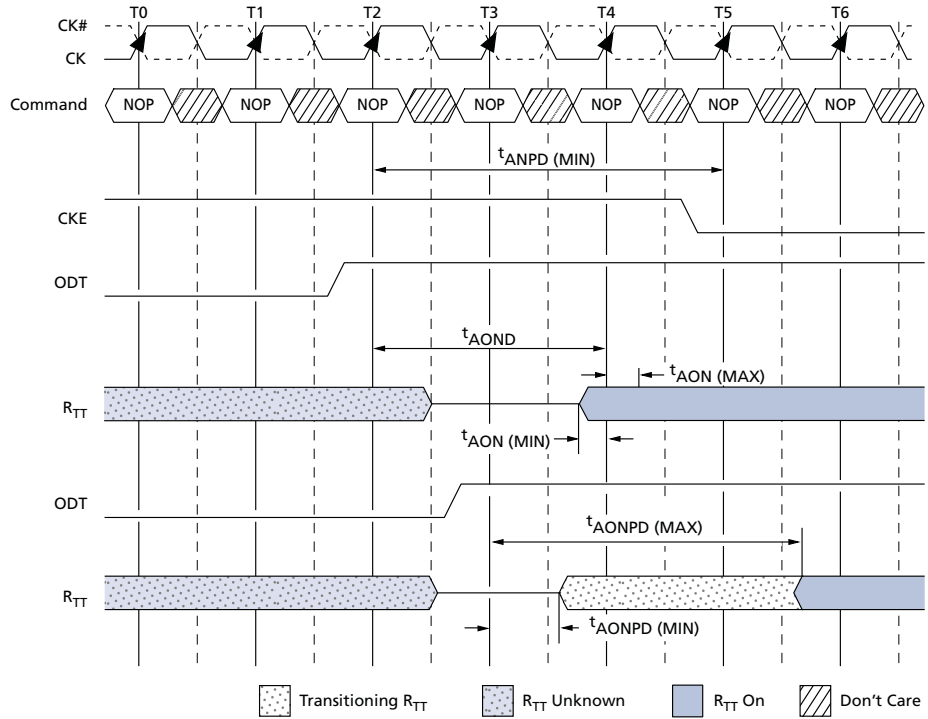 CK#
T0 T1 T2 T3 T4 T5 T6
CK
Command NOP NOP NOP NOP NOP NOP NOP
tANPD (MIN)
CKE
ODT
tAOND
tAON (MAX)
RTT
tAON (MIN)
ODT
tAONPD (MAX)
RTT
tAONPD (MIN)
Transitioning RTT RTT Unknown RTT On Don't Care